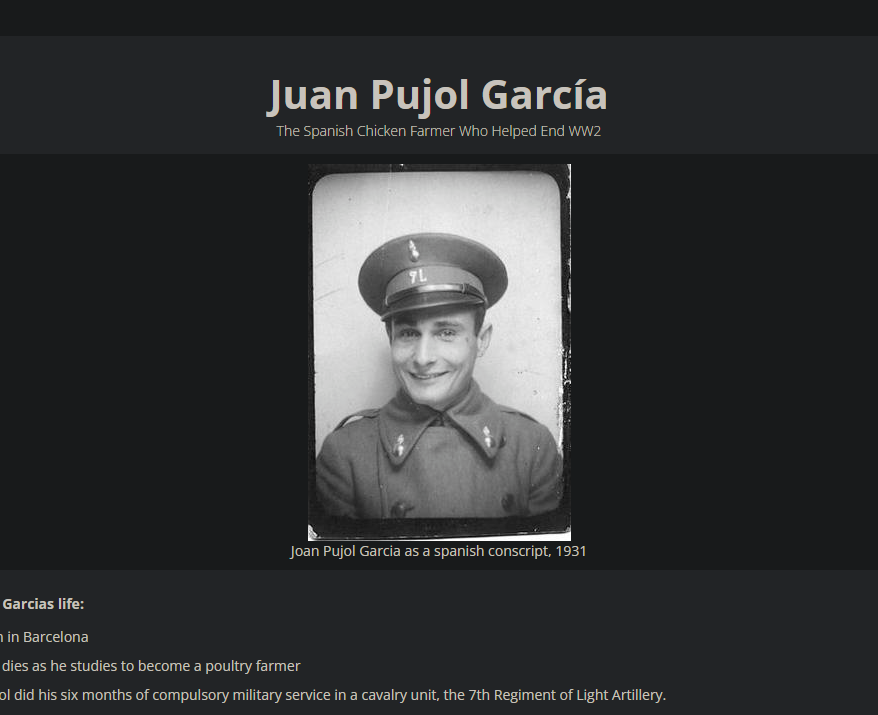 Juan Pujol García
The Spanish Chicken Farmer Who Helped End WW2
7L
Joan Pujol Garcia as a spanish conscript, 1931
Garcias life:
in Barcelona
dies as he studies to become a poultry farmer
did his six months of compulsory military service in a cavalry unit, the 7th Regiment of Light Artillery.